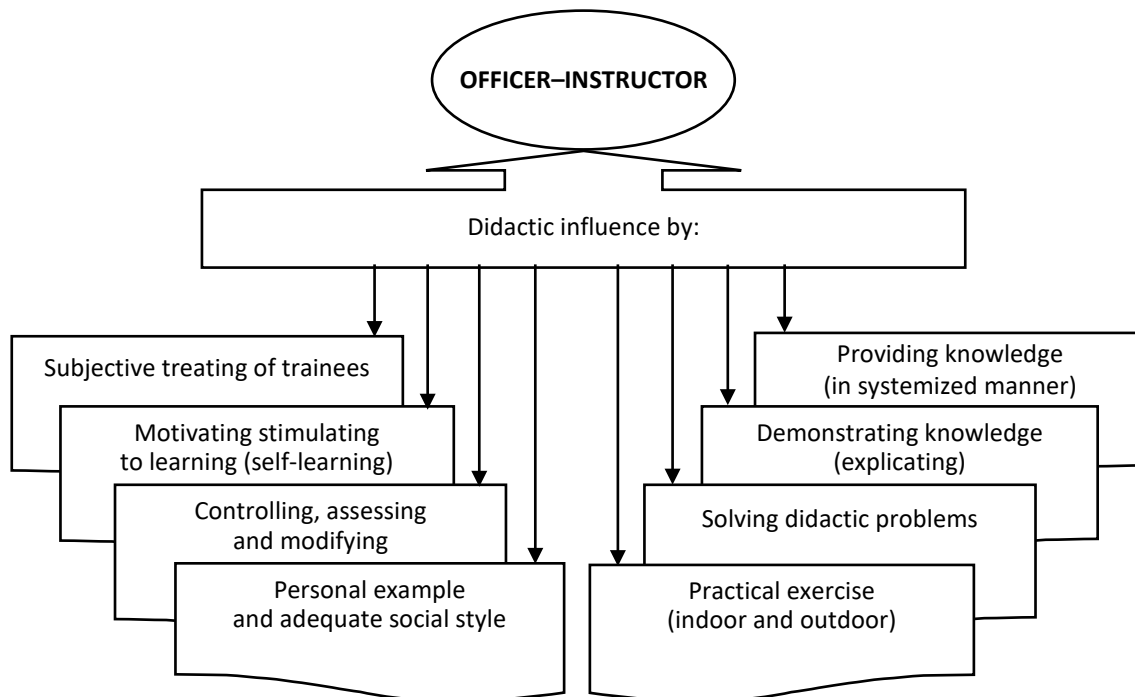 OFFICER–INSTRUCTOR
Didactic influence by:
Subjective treating of trainees
Motivating stimulating
to learning (self-learning)
Controlling, assessing
and modifying
Personal example
and adequate social style
Providing knowledge
(in systemized manner)
Demonstrating knowledge
(explicating)
Solving didactic problems
Practical exercise
(indoor and outdoor)